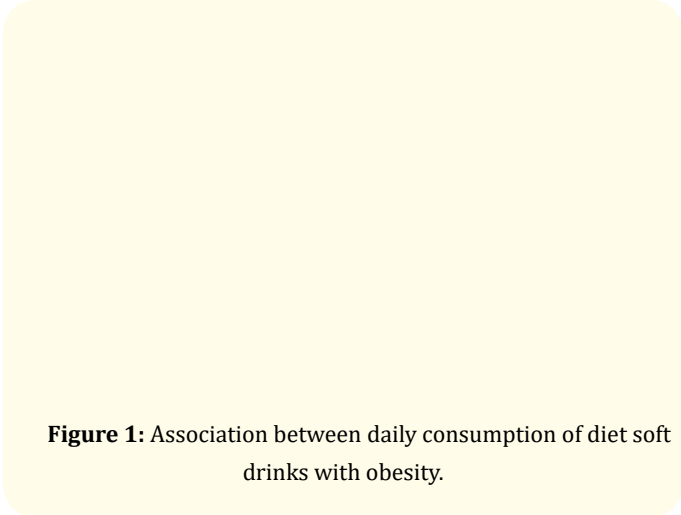 Figure 1: Association between daily consumption of diet soft
drinks with obesity.